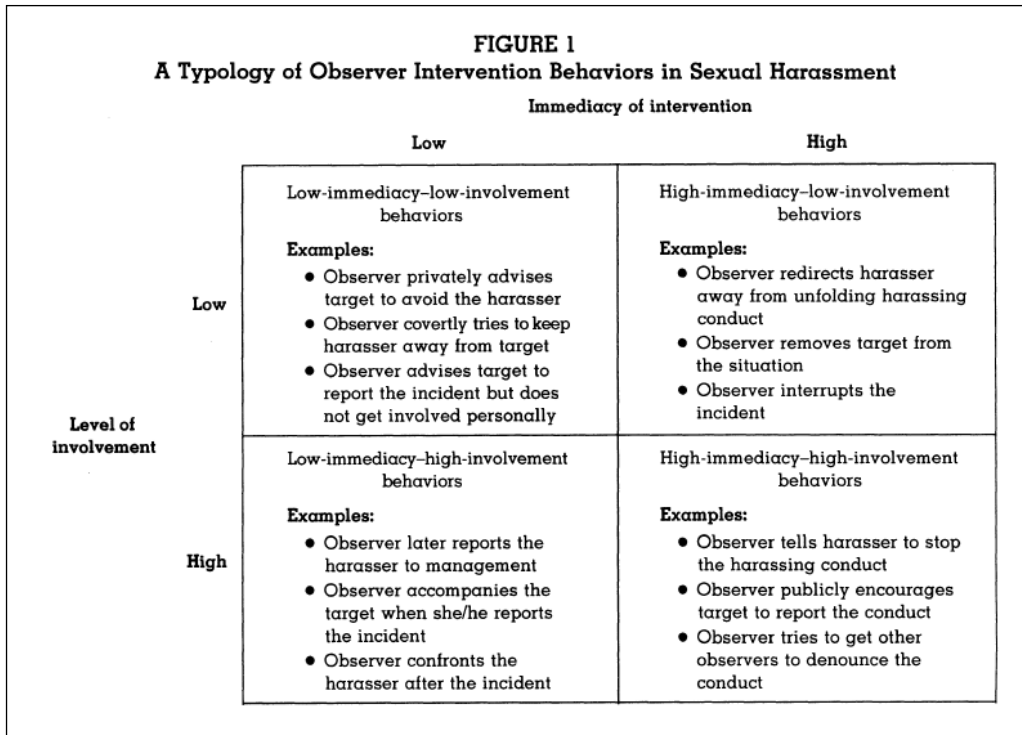 FIGURE 1
A Typology of Observer Intervention Behaviors in Sexual Harassment
Immediacy of intervention
Low
High
Low-immediacy–low-involvement
behaviors
Examples:
● Observer privately advises
target to avoid the harasser
● Observer covertly tries to keep
harasser away from target
● Observer advises target to
report the incident but does
not get involved personally
High-immediacy–low-involvement
behaviors
Examples:
● Observer redirects harasser
away from unfolding harassing
conduct
● Observer removes target from
the situation
● Observer interrupts the
incident
Low
Level of
involvement
High
Low-immediacy–high-involvement
behaviors
Examples:
● Observer later reports the
harasser to management
● Observer accompanies the
target when she/he reports
the incident
● Observer confronts the
harasser after the incident
High-immediacy–high-involvement
behaviors
Examples:
● Observer tells harasser to stop
the harassing conduct
● Observer publicly encourages
target to report the conduct
● Observer tries to get other
observers to denounce the
conduct